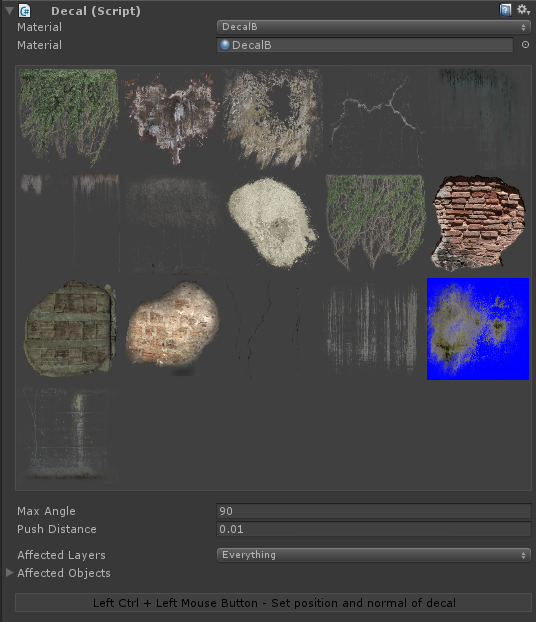 Decal (Script)
Material DecalB
Material DecalB
Max Angle 90
Push Distance 0.01
Affected Layers Everything
Affected Objects
Left Ctrl + Left Mouse Button - Set position and normal of decal